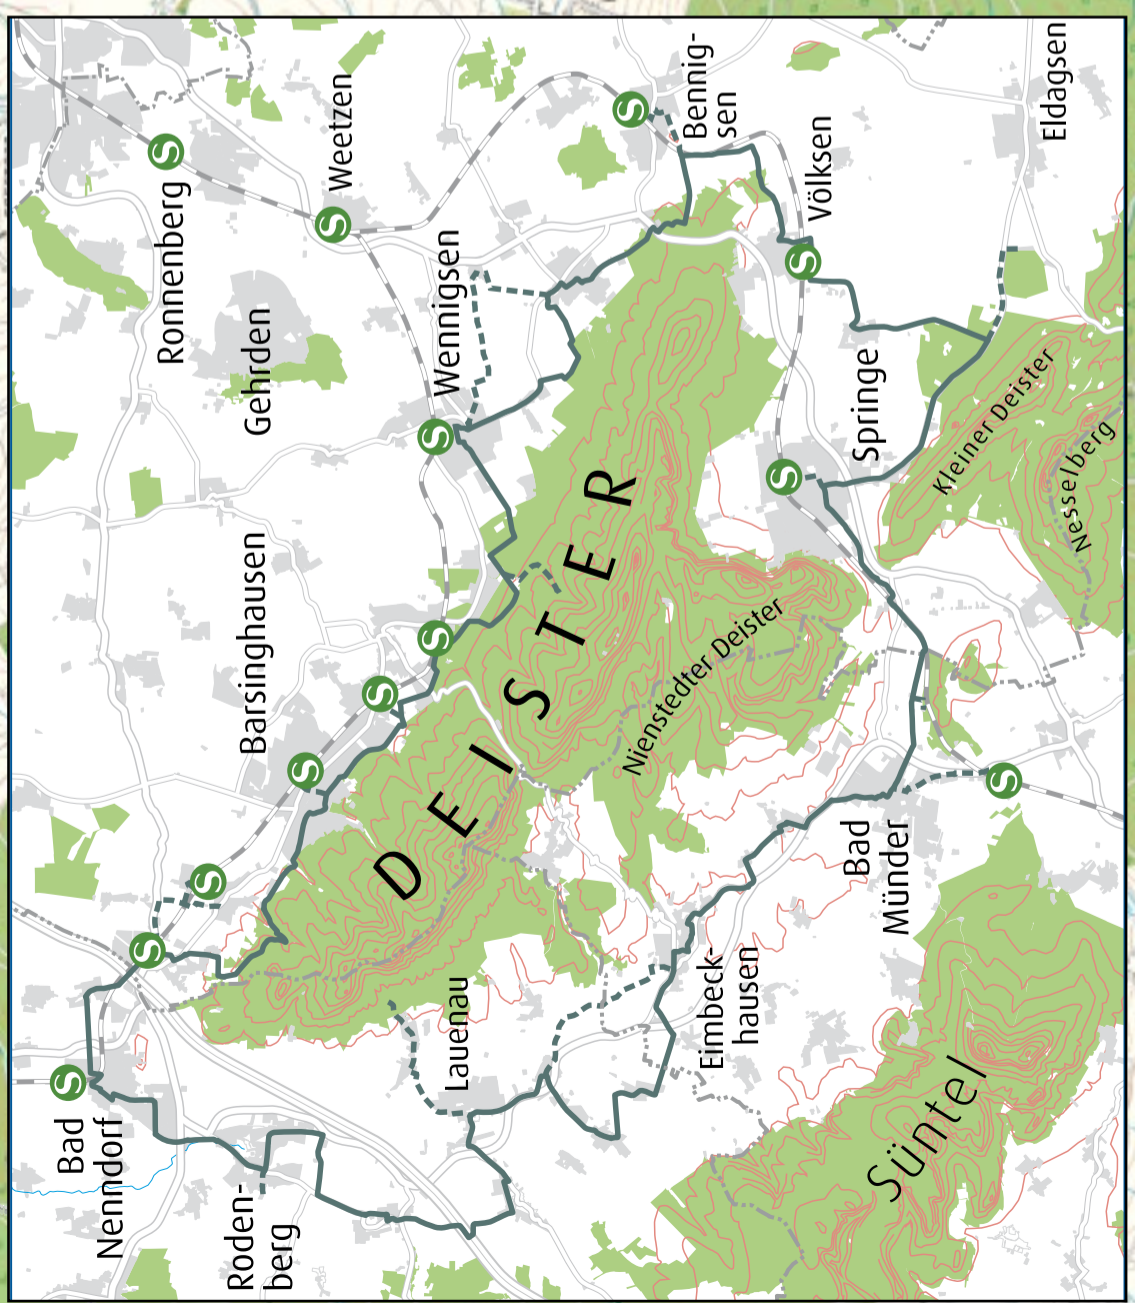 Bad
Nenndorf
Roden-
berg
Lauenau
Eimbeck-
hausen
Bad
Münder
Süntel
Barsinghausen
DEISTER
Nienstedter Deister
Gehrden
Ronnenberg
Wennigsen
Weetzen
Springe
Kleiner Deister
Nesselberg
Völksen
Bennig-
sen
Eldagsen
S
S
S
S
S
S
S
S
S
S
S
S
S